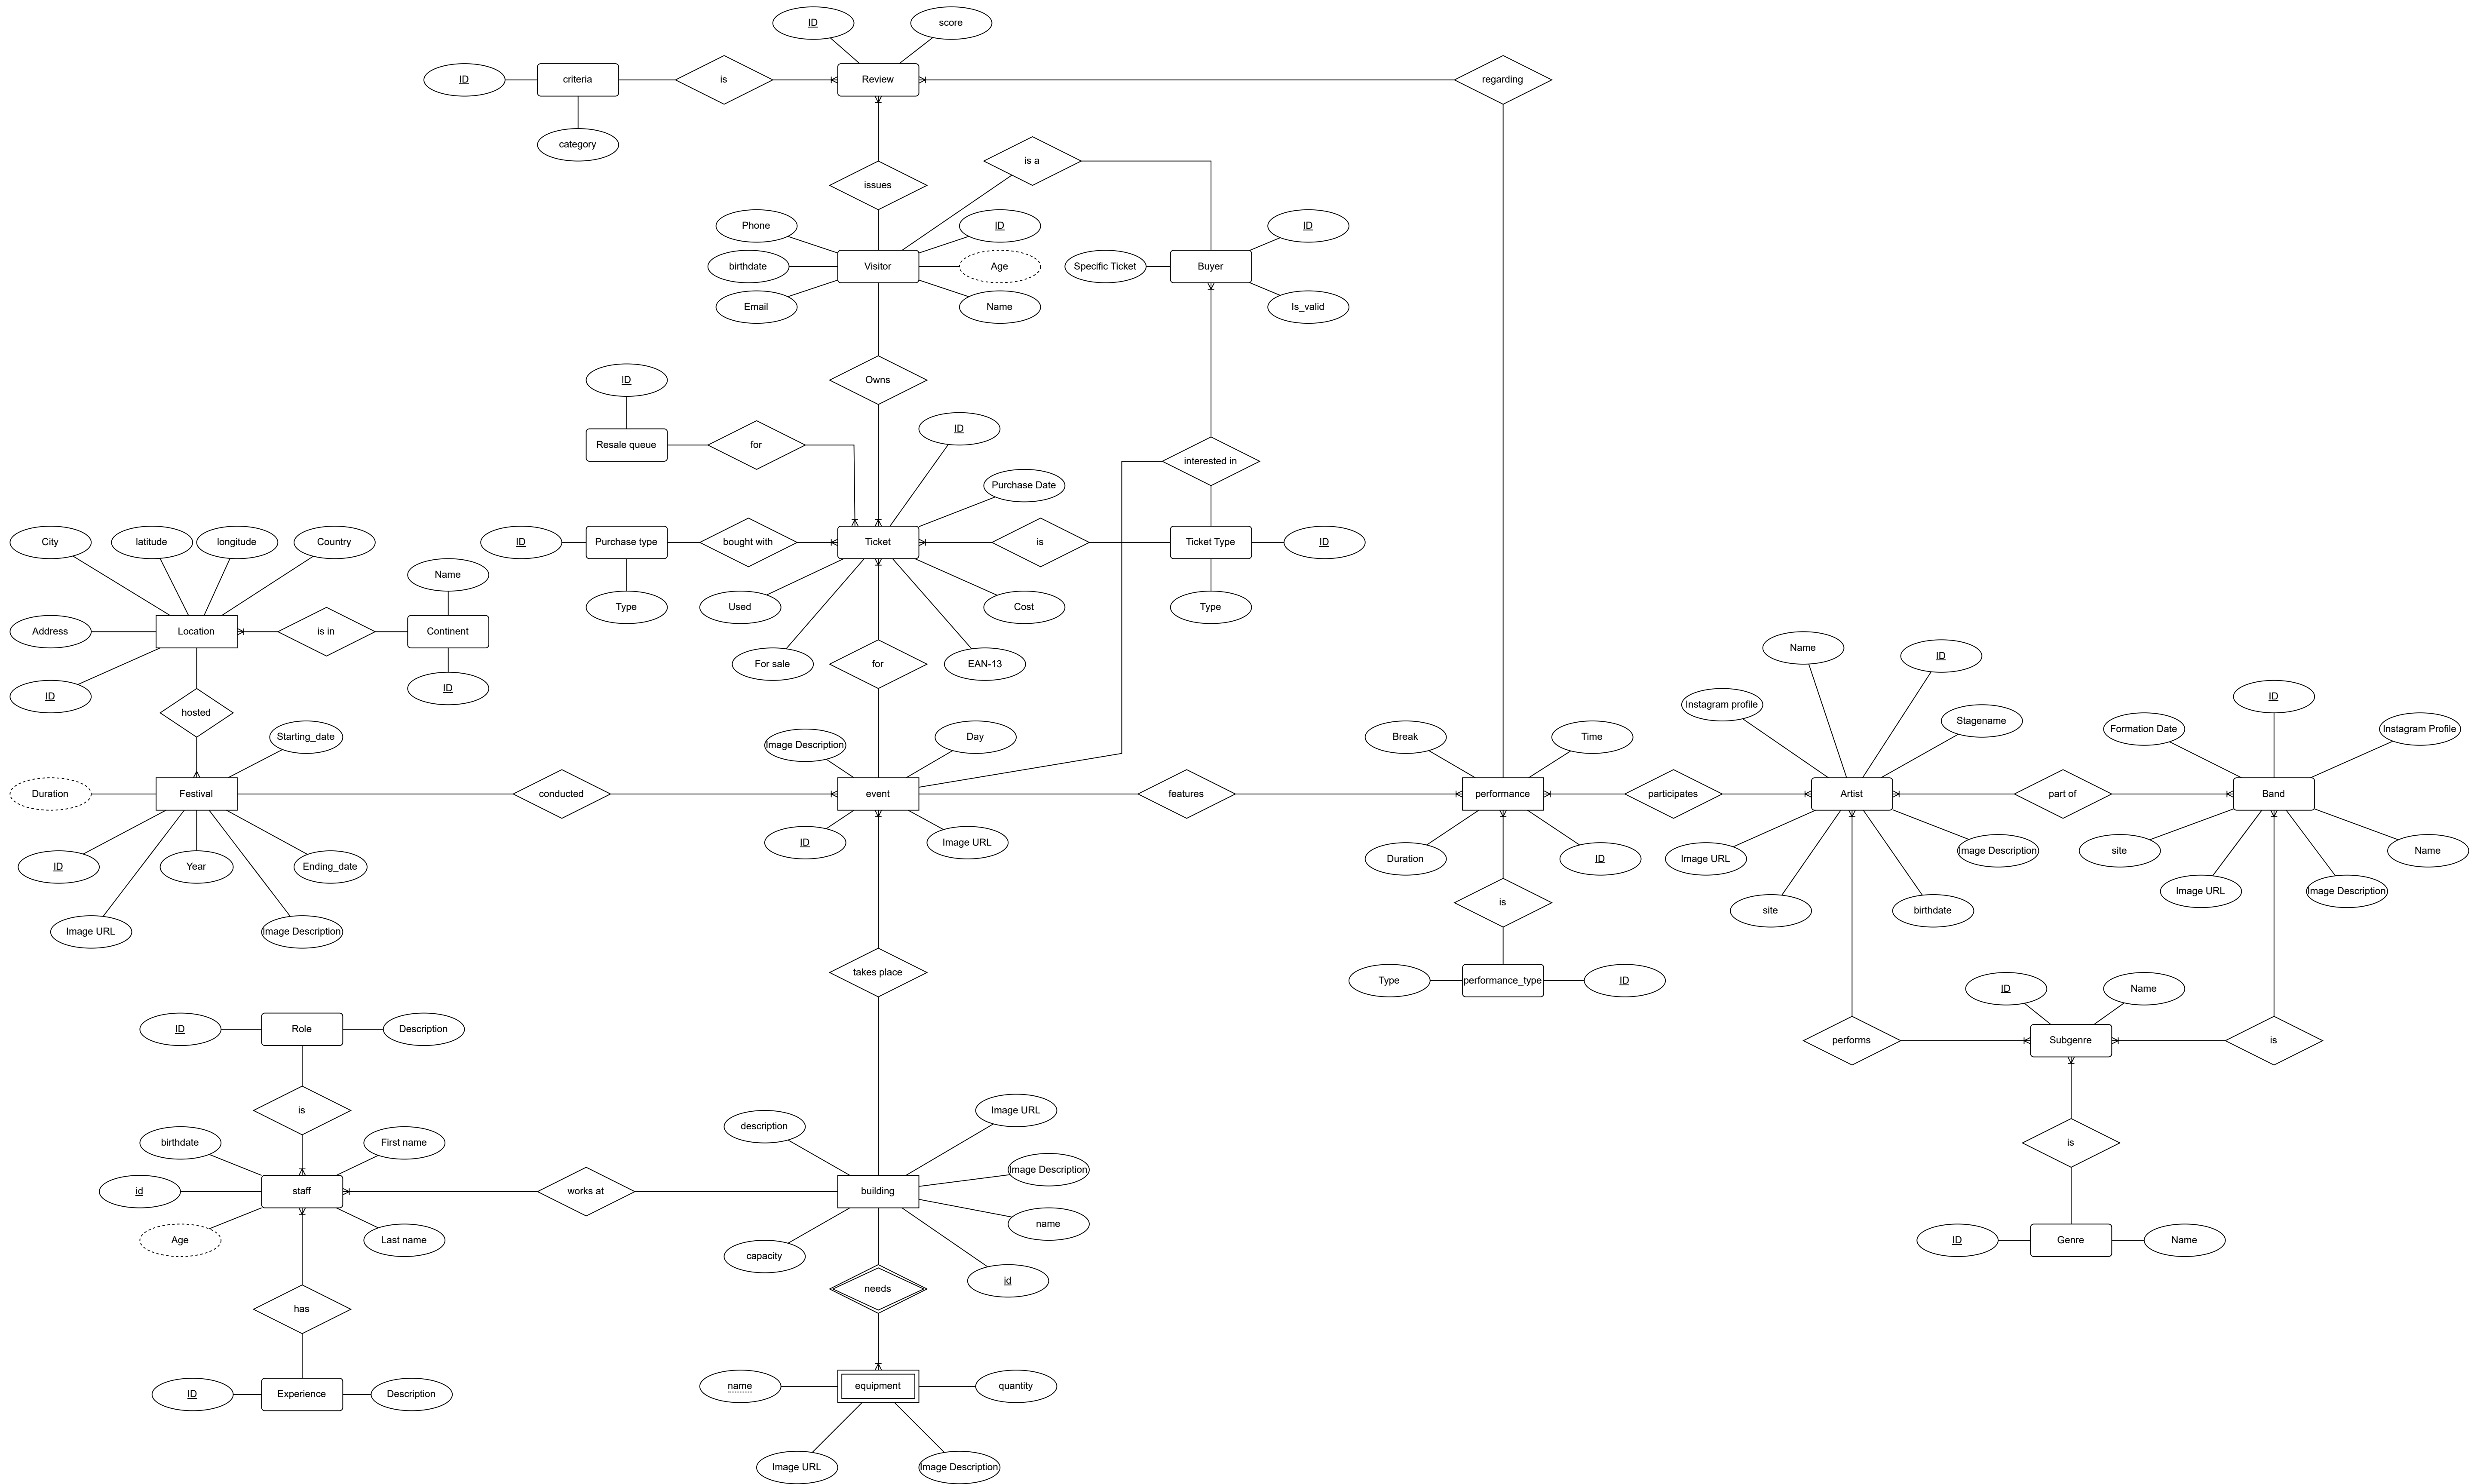 ID
score
ID
criteria
is
Review
regarding
category
is a
issues
Phone
ID
ID
birthdate
Visitor
Age
Specific Ticket
Buyer
Email
Name
Is_valid
ID
Owns
ID
Resale queue
for
interested in
Purchase Date
City
latitude
longitude
Country
ID
Purchase type
bought with
Ticket
is
Ticket Type
ID
Name
Used
Type
Cost
Type
Address
Location
is in
Continent
For sale
for
EAN-13
Name
ID
ID
ID
ID
hosted
Instagram profile
Stagename
Formation Date
Instagram Profile
Starting_date
Image Description
Day
Break
Time
Duration
Festival
conducted
event
features
performance
participates
Artist
part of
Band
ID
Image URL
ID
Year
Ending_date
Duration
ID
Image URL
Image Description
site
Name
Image URL
Image Description
is
site
birthdate
Image URL
Image Description
takes place
Type
performance_type
ID
ID
Name
ID
Role
Description
performs
Subgenre
is
is
description
Image URL
birthdate
First name
is
Image Description
id
staff
works at
building
name
Age
Last name
capacity
id
ID
Genre
Name
has
needs
ID
Experience
Description
name
equipment
quantity
Image URL
Image Description